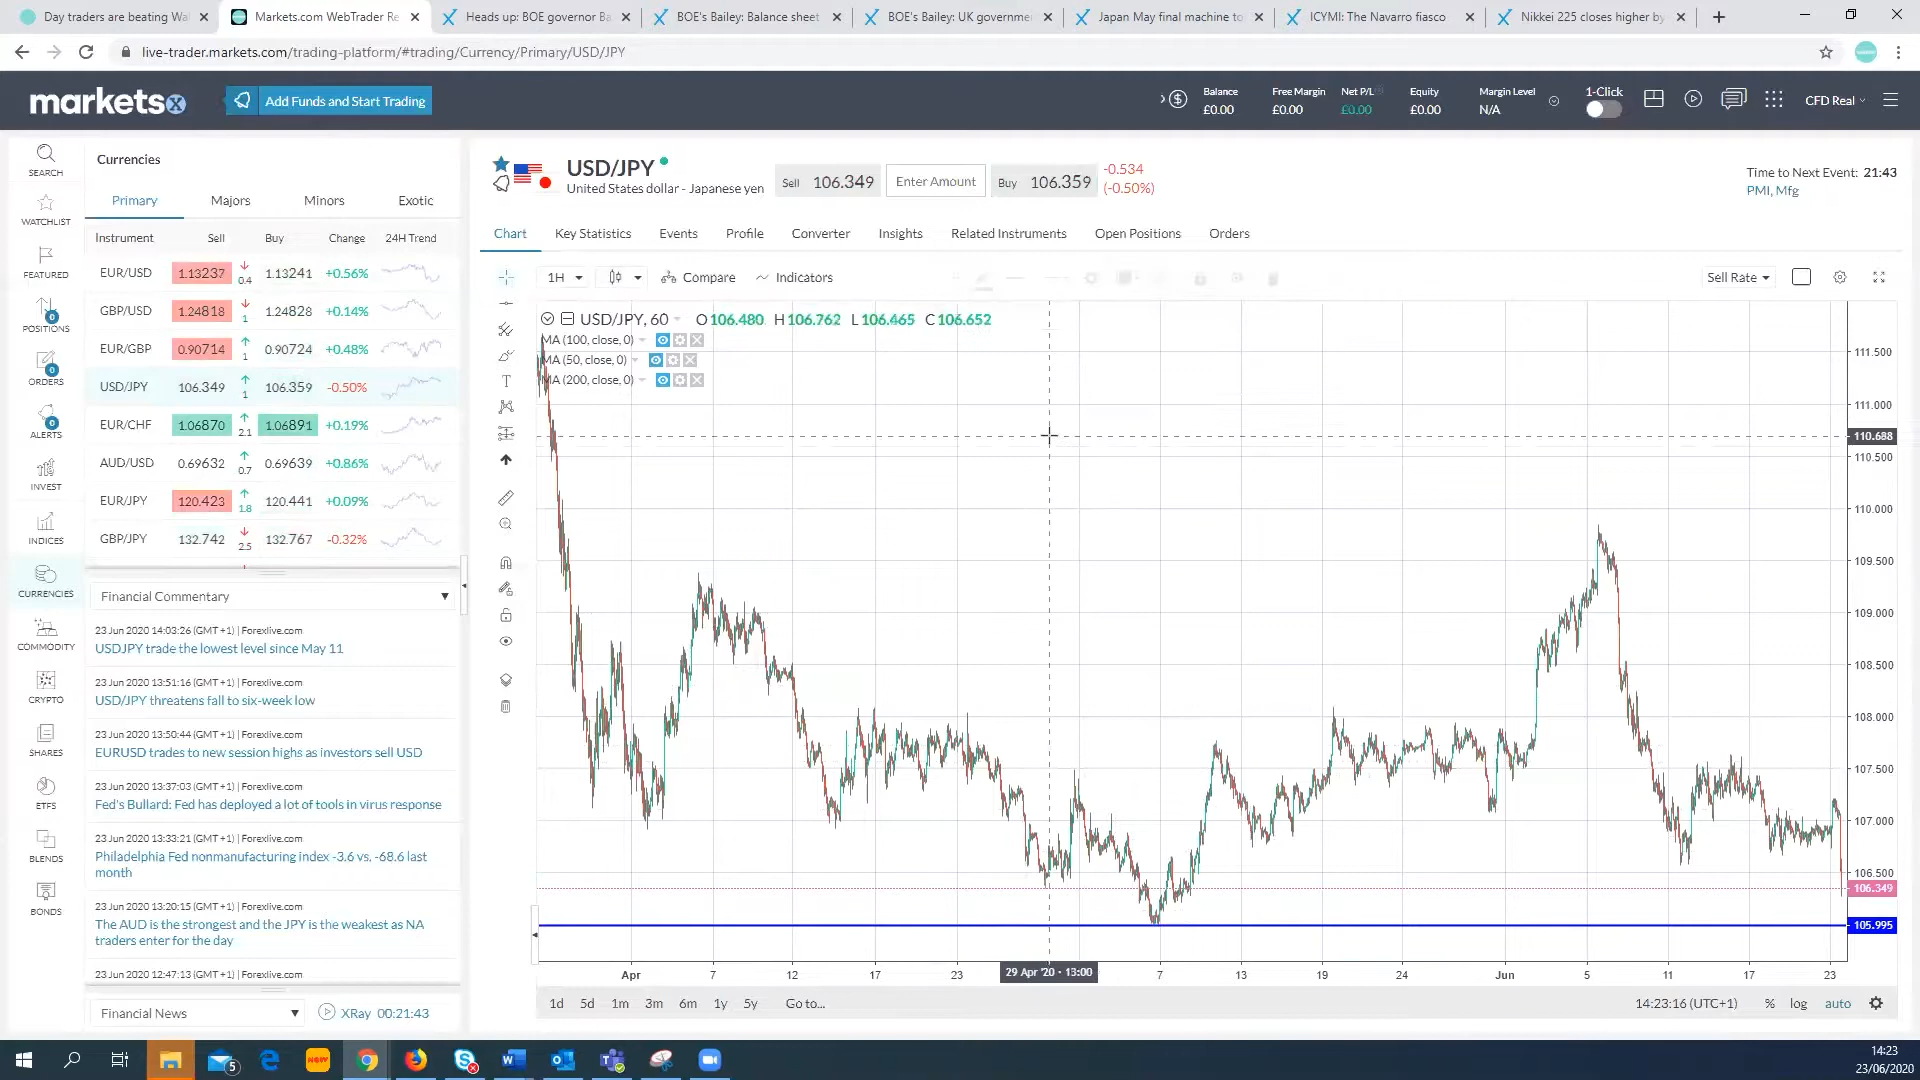 Day traders are beating Wal
Markets.com WebTrader Re
Heads up: BOE governor Ba
BOE's Bailey: Balance sheet
BOE's Bailey: UK governme
Japan May final machine to
ICYMI: The Navarro fiasco
Nikkei 225 closes higher by
live-trader.markets.com/trading-platform/#trading/Currency/Primary/USD/JPY
marketsx
Add Funds and Start Trading
Balance £0.00
Free Margin £0.00
Net P/L £0.00
Equity £0.00
Margin Level N/A
1-Click
CFD Real
SEARCH
WATCHLIST
FEATURED
0
POSITIONS
0
ORDERS
0
ALERTS
INVEST
INDICES
CURRENCIES
COMMODITY
CRYPTO
SHARES
ETFS
BLENDS
BONDS
Currencies
Primary Majors Minors Exotic
Instrument Sell Buy Change 24H Trend
EUR/USD 1.13237 0.4 1.13241 +0.56%
GBP/USD 1.24818 1 1.24828 +0.14%
EUR/GBP 0.90714 1 0.90724 +0.48%
USD/JPY 106.349 1 106.359 -0.50%
EUR/CHF 1.06870 2.1 1.06891 +0.19%
AUD/USD 0.69632 0.7 0.69639 +0.86%
EUR/JPY 120.423 1.8 120.441 +0.09%
GBP/JPY 132.742 2.5 132.767 -0.32%
Financial Commentary
23 Jun 2020 14:03:26 (GMT +1) | Forexlive.com
USDJPY trade the lowest level since May 11
23 Jun 2020 13:51:16 (GMT +1) | Forexlive.com
USD/JPY threatens fall to six-week low
23 Jun 2020 13:50:44 (GMT +1) | Forexlive.com
EURUSD trades to new session highs as investors sell USD
23 Jun 2020 13:37:03 (GMT +1) | Forexlive.com
Fed's Bullard: Fed has deployed a lot of tools in virus response
23 Jun 2020 13:33:21 (GMT +1) | Forexlive.com
Philadelphia Fed nonmanufacturing index -3.6 vs. -68.6 last
month
23 Jun 2020 13:20:15 (GMT +1) | Forexlive.com
The AUD is the strongest and the JPY is the weakest as NA
traders enter for the day
23 Jun 2020 12:47:13 (GMT +1) | Forexlive.com
Financial News
XRay 00:21:43
USD/JPY
United States dollar - Japanese yen
Sell 106.349
Enter Amount
Buy 106.359
-0.534
(-0.50%)
Time to Next Event: 21:43
PMI, Mfg
Chart Key Statistics Events Profile Converter Insights Related Instruments Open Positions Orders
1H Compare Indicators Sell Rate
USD/JPY, 60 O 106.480 H 106.762 L 106.465 C 106.652
MA (100, close, 0)
MA (50, close, 0)
MA (200, close, 0)
111.500
111.000
110.688
110.500
110.000
109.500
109.000
108.500
108.000
107.500
107.000
106.500
106.349
105.995
Apr 7 12 17 23 29 Apr '20 - 13:00 7 13 19 24 Jun 5 11 17 23
1d 5d 1m 3m 6m 1y 5y Go to...
14:23:16 (UTC+1) % log auto
5
NOW
14:23
23/06/2020